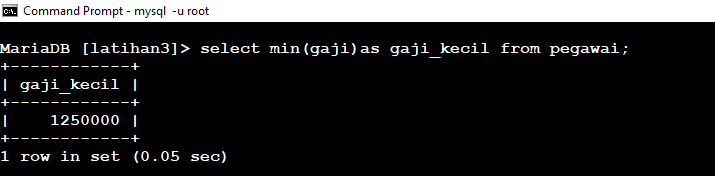 Command Prompt - mysql  -u root
MariaDB [latihan3]> select min(gaji)as gaji_kecil from pegawai;
+------------+
| gaji_kecil |
+------------+
|    1250000 |
+------------+
1 row in set (0.05 sec)